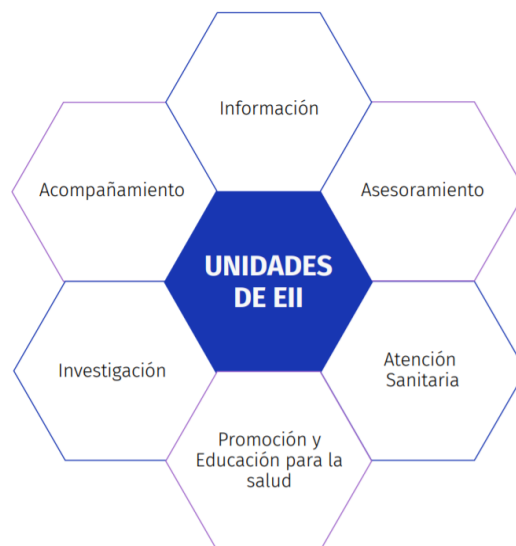 Información
Acompañamiento
Asesoramiento
UNIDADES
DE EII
Investigación
Atención
Sanitaria
Promoción y
Educación para la
salud